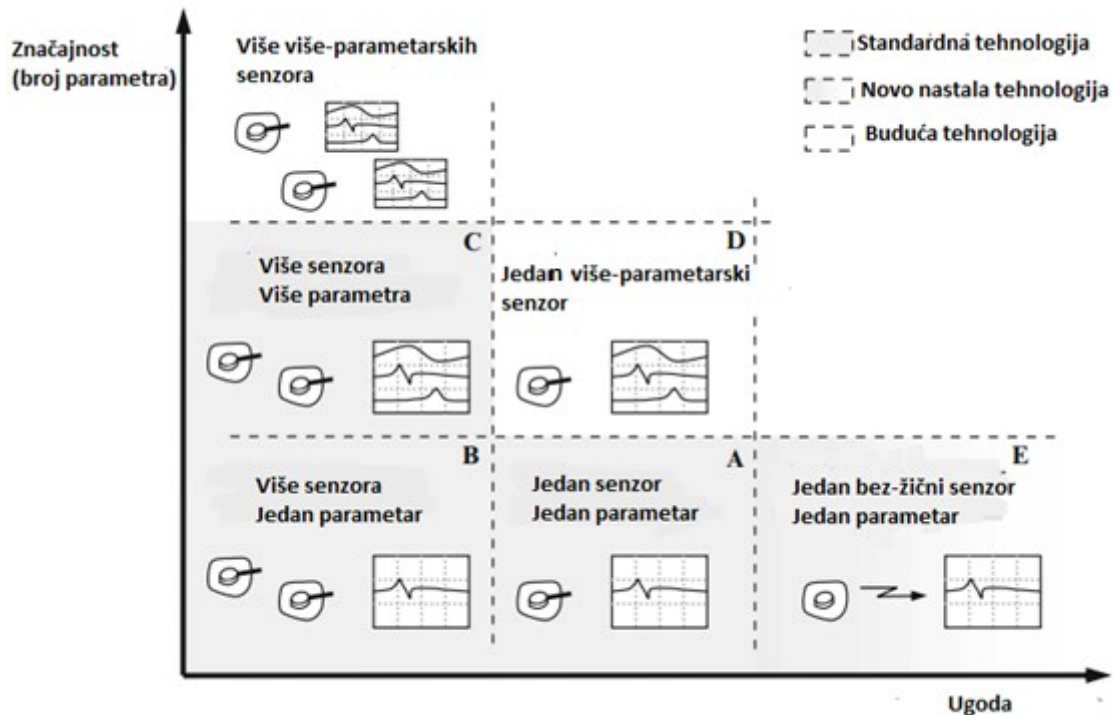 Značajnost
(broj parametra)
Više više-parametarskih
senzora
Standardna tehnologija
Novo nastala tehnologija
Buduća tehnologija
C
Više senzora
Više parametra
D
Jedan više-parametarski
senzor
B
Više senzora
Jedan parametar
A
Jedan senzor
Jedan parametar
E
Jedan bez-žični senzor
Jedan parametar
Ugoda